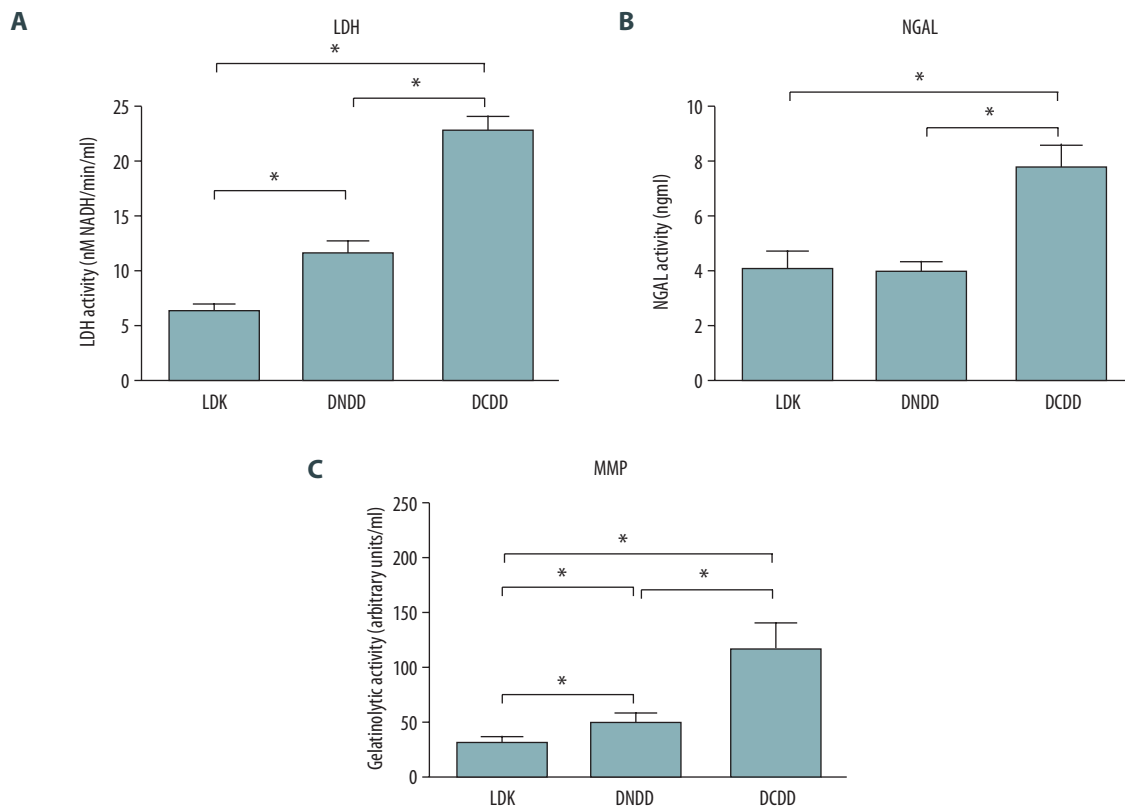 A
LDH
*
*
*
LDH activity (nM NADH/min/ml)
25
20
15
10
5
0
LDK
DNDD
DCDD
B
NGAL
*
*
NGAL activity (ngml)
10
8
6
4
2
0
LDK
DNDD
DCDD
C
MMP
*
*
*
*
Gelatinolytic activity (arbitrary units/ml)
250
200
150
100
50
0
LDK
DNDD
DCDD